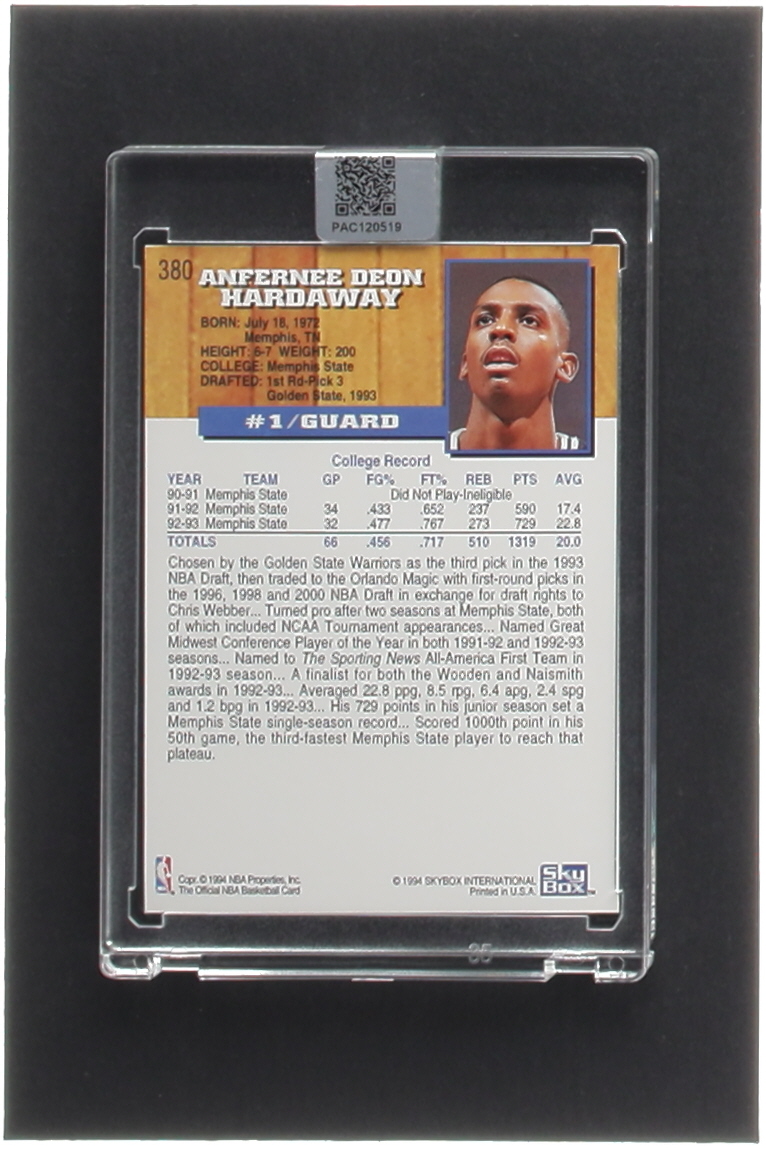 PAC120519
380
ANFERNEE DEON
HARDAWAY
BORN: July 18, 1972
Memphis, TN
HEIGHT: 6-7 WEIGHT: 200
COLLEGE: Memphis State
DRAFTED: 1st Rd-Pick 3
Golden State, 1993
#1/GUARD
College Record
YEAR TEAM GP FG% FT% REB PTS AVG
90-91 Memphis State Did Not Play-Ineligible
91-92 Memphis State 34 .433 .652 237 590 17.4
92-93 Memphis State 32 .477 .767 273 729 22.8
TOTALS 66 .456 .717 510 1319 20.0
Chosen by the Golden State Warriors as the third pick in the 1993
NBA Draft, then traded to the Orlando Magic with first-round picks in
the 1996, 1998 and 2000 NBA Draft in exchange for draft rights to
Chris Webber... Turned pro after two seasons at Memphis State, both
of which included NCAA Tournament appearances... Named Great
Midwest Conference Player of the Year in both 1991-92 and 1992-93
seasons... Named to The Sporting News All-America First Team in
1992-93 season... A finalist for both the Wooden and Naismith
awards in 1992-93... Averaged 22.8 ppg, 8.5 rpg, 6.4 apg, 2.4 spg
and 1.2 bpg in 1992-93... His 729 points in his junior season set a
Memphis State single-season record... Scored 1000th point in his
50th game, the third-fastest Memphis State player to reach that
plateau.
Copr. © 1994 NBA Properties, Inc.
The Official NBA Basketball Card
© 1994 SKYBOX INTERNATIONAL
Printed in U.S.A.
Sky
Box
TM